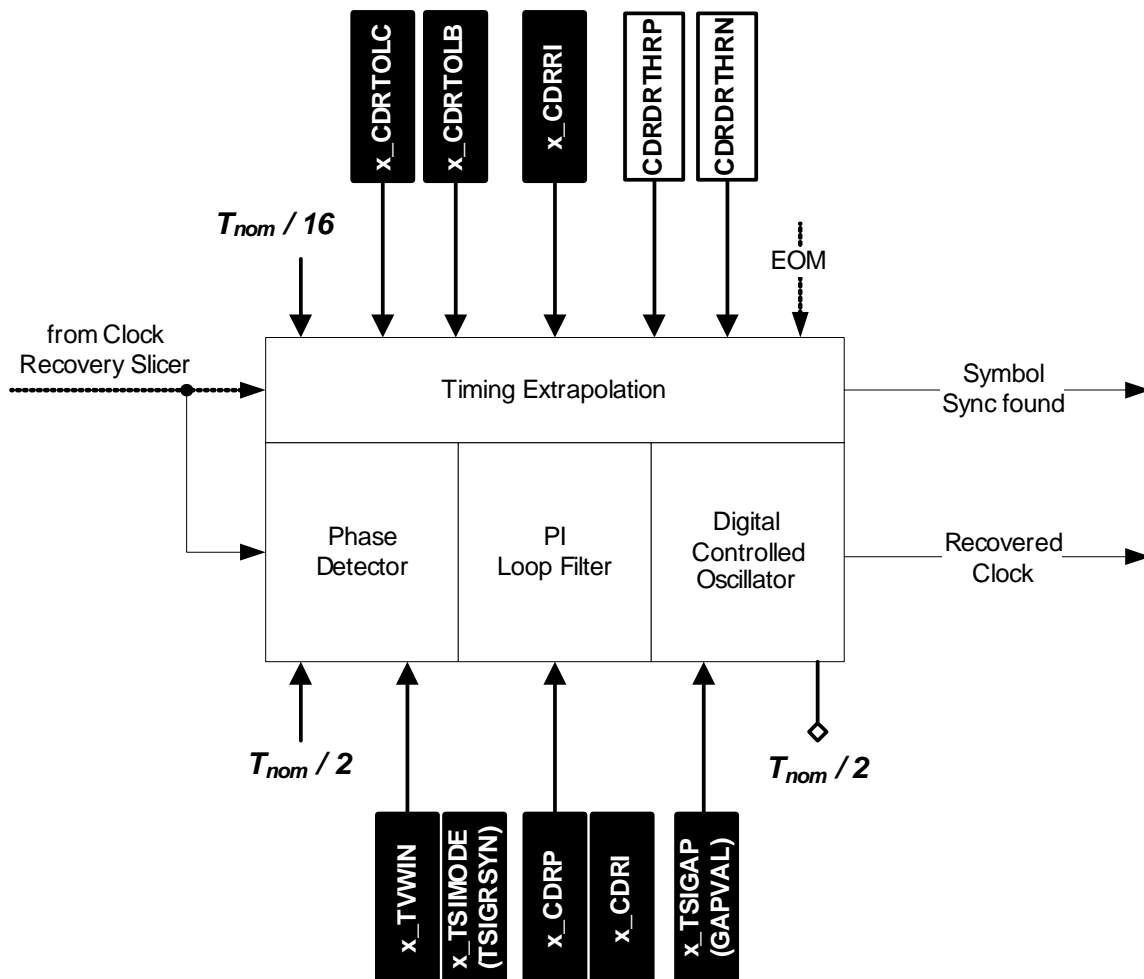 x_CDRTOLC
x_CDRTOLB
x_CDRRI
CDRDRTHRP
CDRDRTHRN
Tnom / 16
EOM
from Clock
Recovery Slicer
Timing Extrapolation
Symbol
Sync found
Phase
Detector
PI
Loop Filter
Digital
Controlled
Oscillator
Recovered
Clock
Tnom / 2
Tnom / 2
x_TVWIN
x_TSIMODE
(TSIGRSYN)
x_CDRP
x_CDRI
x_TSIGAP
(GAPVAL)